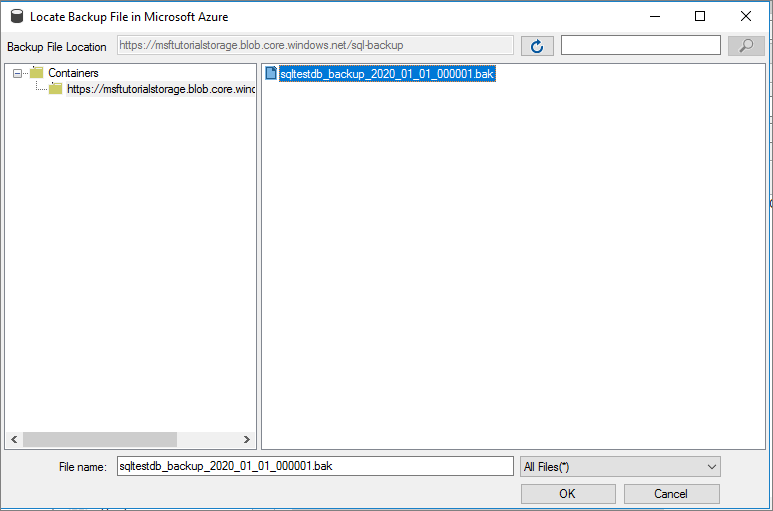 Locate Backup File in Microsoft Azure
Backup File Location
https://msftutorialstorage.blob.core.windows.net/sql-backup
Containers
https://msftutorialstorage.blob.core.winc
sqltestdb_backup_2020_01_01_000001.bak
File name:
sqltestdb_backup_2020_01_01_000001.bak
All Files(*)
OK
Cancel